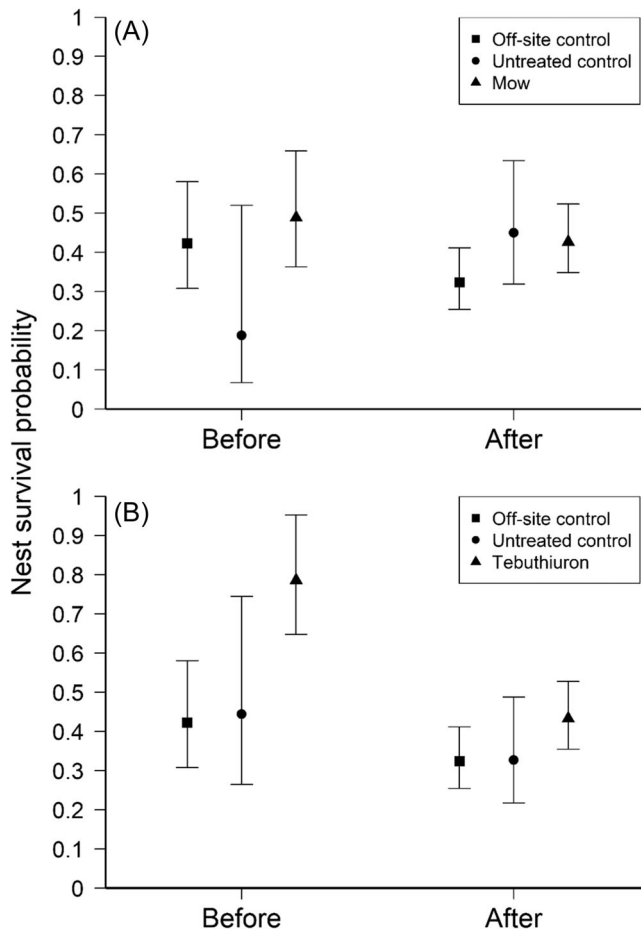 Nest survival probability
(A)
1
0.9
0.8
0.7
0.6
0.5
0.4
0.3
0.2
0.1
0
Off-site control
Untreated control
Mow
Before
After
(B)
1
0.9
0.8
0.7
0.6
0.5
0.4
0.3
0.2
0.1
0
Off-site control
Untreated control
Tebuthiuron
Before
After